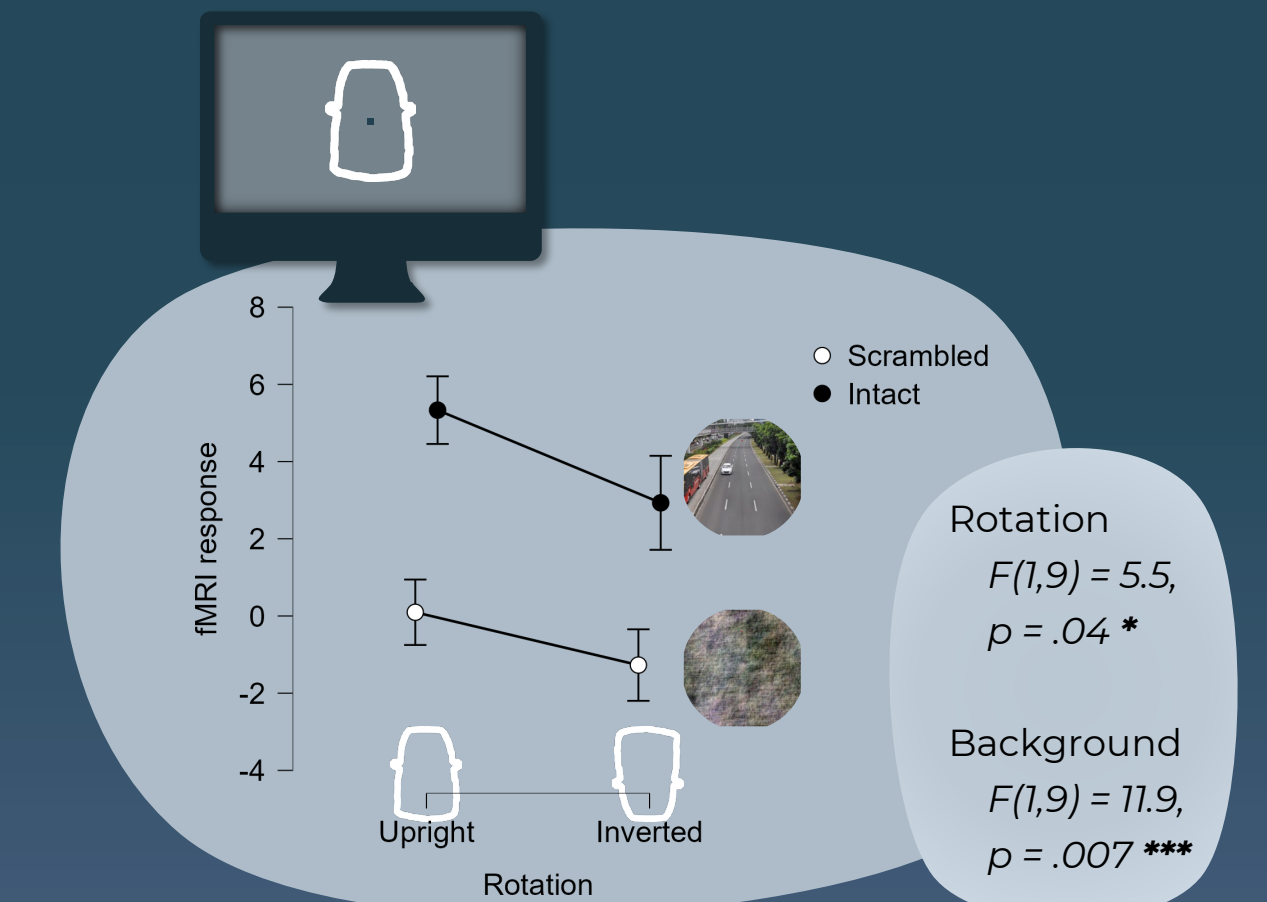 8
6
4
2
0
-2
-4
fMRI response
Scrambled
Intact
Upright
Inverted
Rotation
Rotation
F(1,9) = 5.5,
p = .04 *
Background
F(1,9) = 11.9,
p = .007 ***